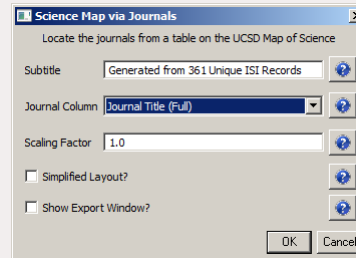 Science Map via Journals
Locate the journals from a table on the UCSD Map of Science
Subtitle Generated from 361 Unique ISI Records
Journal Column Journal Title (Full)
Scaling Factor 1.0
Simplified Layout?
Show Export Window?
OK Cancel